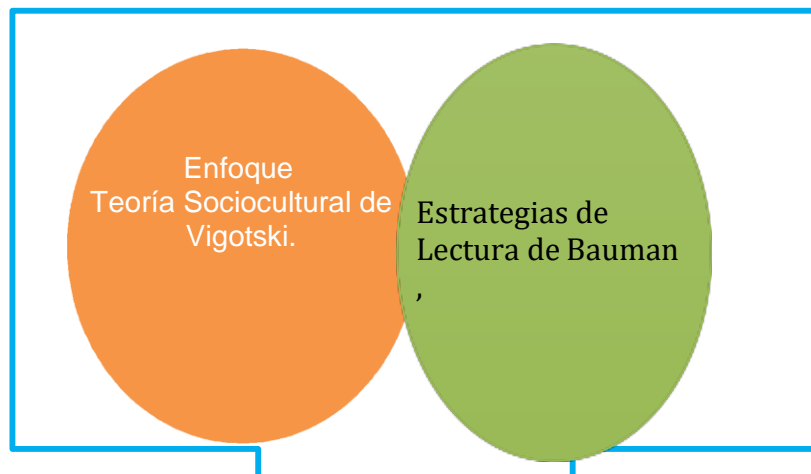 Enfoque
Teoría Sociocultural de
Vigotski.
Estrategias de
Lectura de Bauman
,